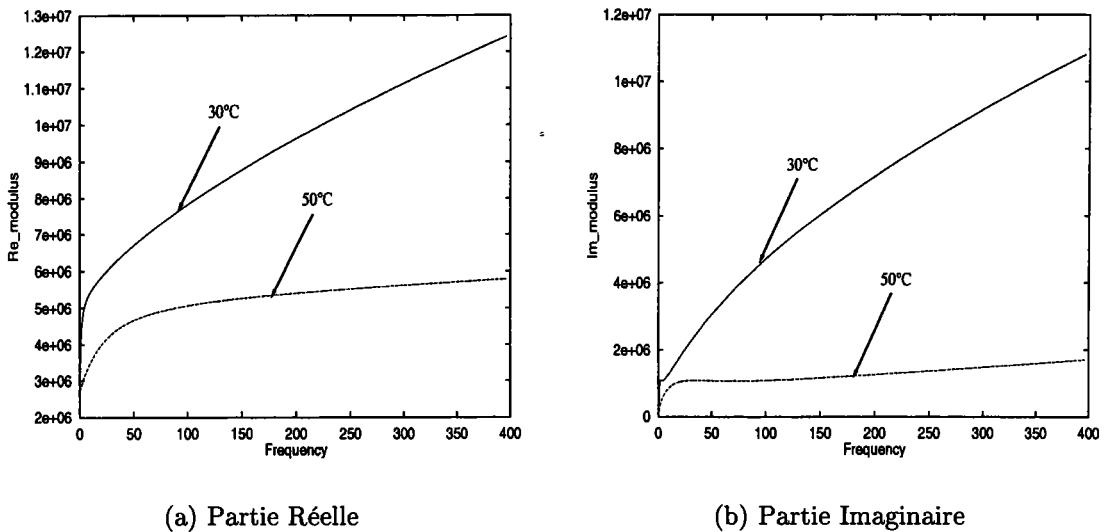 1.3e+07
1.2e+07
1.1e+07
1e+07
9e+06
8e+06
7e+06
6e+06
5e+06
4e+06
3e+06
2e+06
Re_modulus
30°C
50°C
0 50 100 150 200 250 300 350 400
Frequency
(a) Partie Réelle
1.2e+07
1e+07
8e+06
6e+06
4e+06
2e+06
0
Im_modulus
30°C
50°C
0 50 100 150 200 250 300 350 400
Frequency
(b) Partie Imaginaire